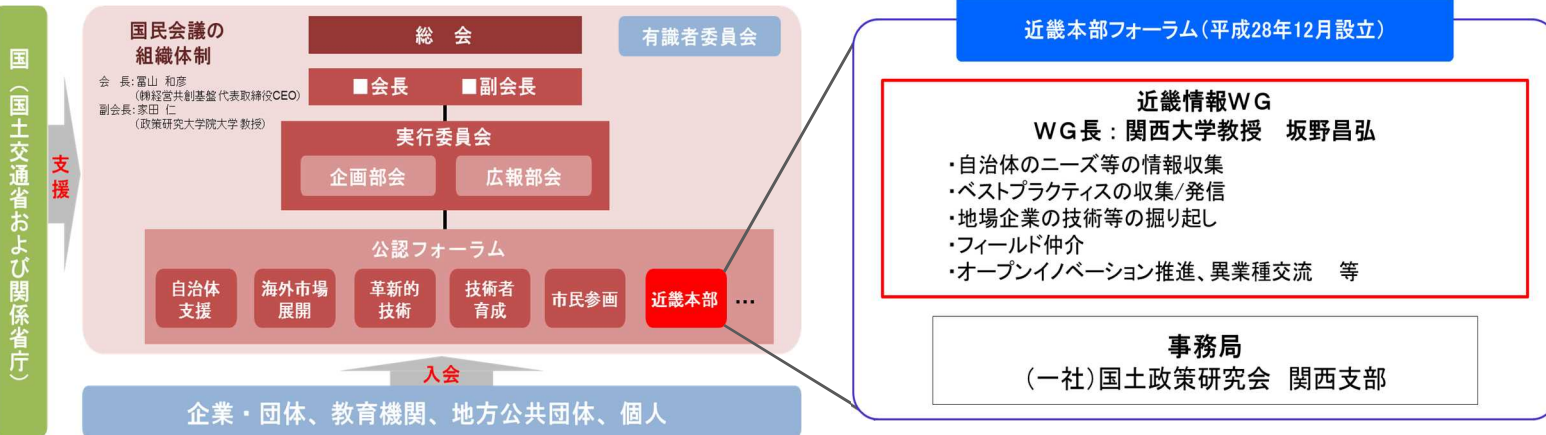 国（国土交通省および関係省庁）
支
援
国民会議の
組織体制
会　長：冨山 和彦
(㈱経営共創基盤代表取締役CEO)
副会長：家田 仁
(政策研究大学院大学教授)
総　会
有識者委員会
■会長　■副会長
実行委員会
企画部会
広報部会
公認フォーラム
自治体
支援
海外市場
展開
革新的
技術
技術者
育成
市民参画
近畿本部
…
入会
企業・団体、教育機関、地方公共団体、個人
近畿本部フォーラム（平成28年12月設立）
近畿情報WG
WG長：関西大学教授　坂野昌弘
・自治体のニーズ等の情報収集
・ベストプラクティスの収集/発信
・地場企業の技術等の掘り起し
・フィールド仲介
・オープンイノベーション推進、異業種交流　等
事務局
（一社）国土政策研究会　関西支部